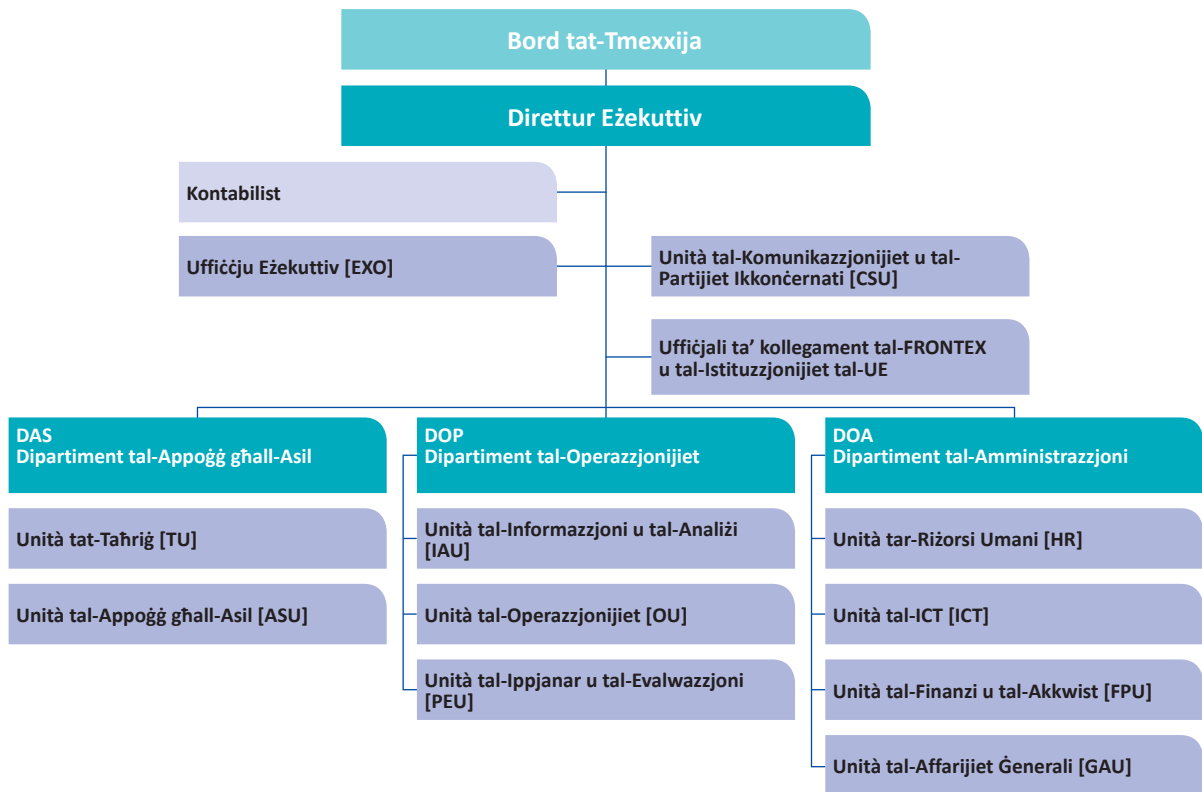 Bord tat-Tmexxija
Direttur Eżekuttiv
Kontabilist
Uffiċċju Eżekuttiv [EXO]
Unità tal-Komunikazzjonijiet u tal-
Partijiet Ikkonċernati [CSU]
Uffiċjali ta’ kollegament tal-FRONTEX
u tal-Istituzzjonijiet tal-UE
DAS
Dipartiment tal-Appoġġ għall-Asil
Unità tat-Taħriġ [TU]
Unità tal-Appoġġ għall-Asil [ASU]
DOP
Dipartiment tal-Operazzjonijiet
Unità tal-Informazzjoni u tal-Analiżi
[IAU]
Unità tal-Operazzjonijiet [OU]
Unità tal-Ippjanar u tal-Evalwazzjoni
[PEU]
DOA
Dipartiment tal-Amministrazzjoni
Unità tar-Riżorsi Umani [HR]
Unità tal-ICT [ICT]
Unità tal-Finanzi u tal-Akkwist [FPU]
Unità tal-Affarijiet Ġenerali [GAU]